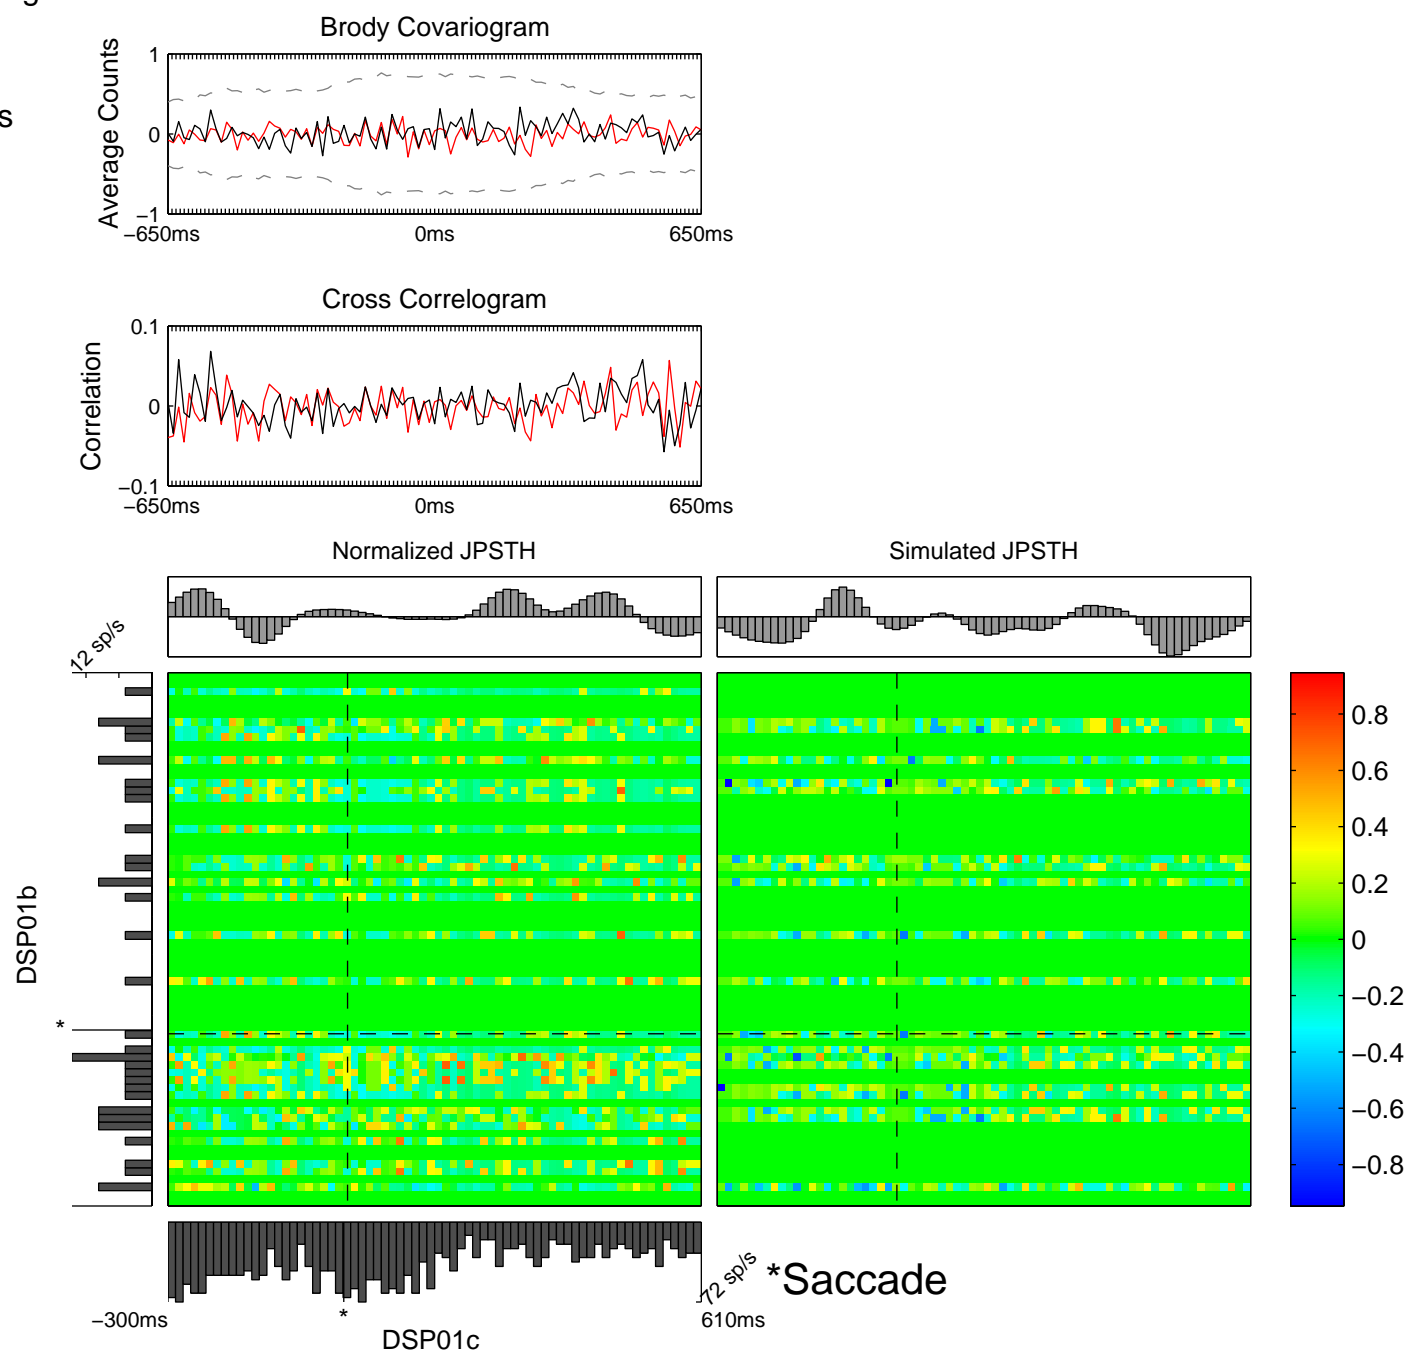 g
Brody Covariogram
s
Average Counts
1
0
−1
−650ms 0ms 650ms
Cross Correlogram
Correlation
0.1
0
−0.1
−650ms 0ms 650ms
Normalized JPSTH Simulated JPSTH
12 sp/s
DSP01b
*
0.8
0.6
0.4
0.2
0
−0.2
−0.4
−0.6
−0.8
72 sp/s
*Saccade
*
−300ms 610ms
DSP01c